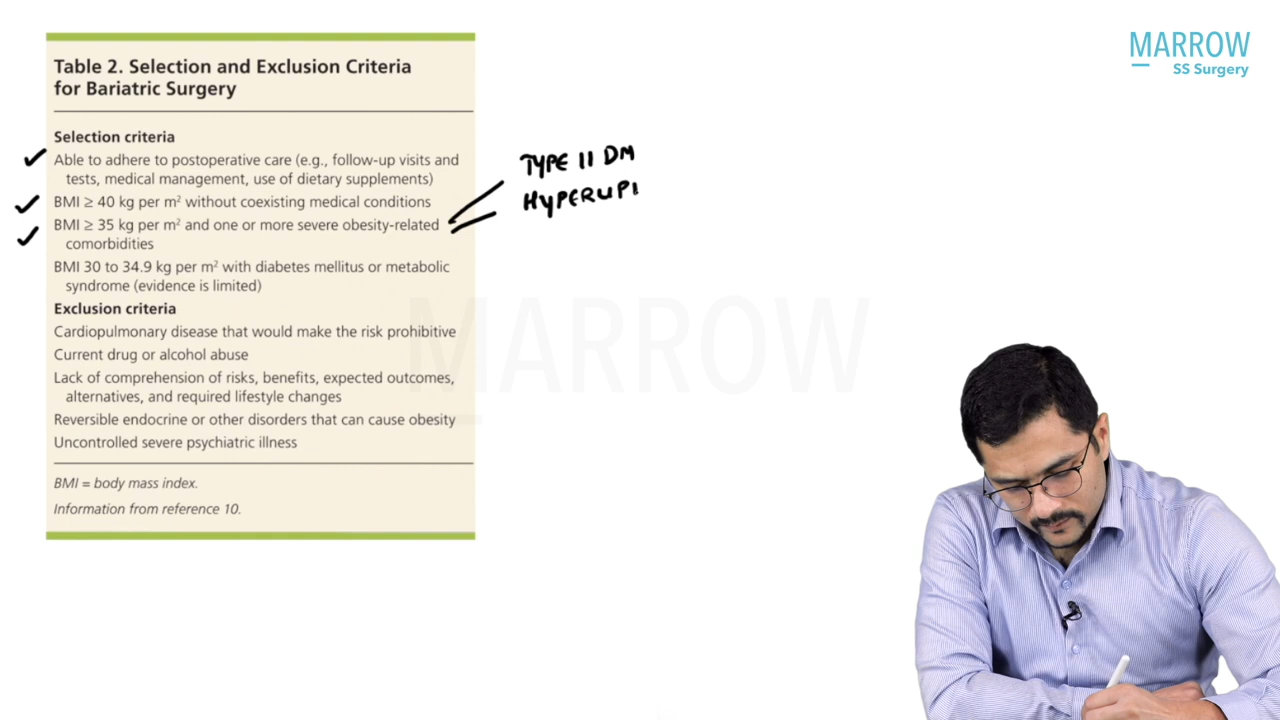 MARROW
SS Surgery
Table 2. Selection and Exclusion Criteria
for Bariatric Surgery
Selection criteria
Able to adhere to postoperative care (e.g., follow-up visits and
tests, medical management, use of dietary supplements)
BMI ≥ 40 kg per m² without coexisting medical conditions
BMI ≥ 35 kg per m² and one or more severe obesity-related
comorbidities
BMI 30 to 34.9 kg per m² with diabetes mellitus or metabolic
syndrome (evidence is limited)
Exclusion criteria
Cardiopulmonary disease that would make the risk prohibitive
Current drug or alcohol abuse
Lack of comprehension of risks, benefits, expected outcomes,
alternatives, and required lifestyle changes
Reversible endocrine or other disorders that can cause obesity
Uncontrolled severe psychiatric illness
BMI = body mass index.
Information from reference 10.
TYPE II DM
HYPERLIPI
MARROW